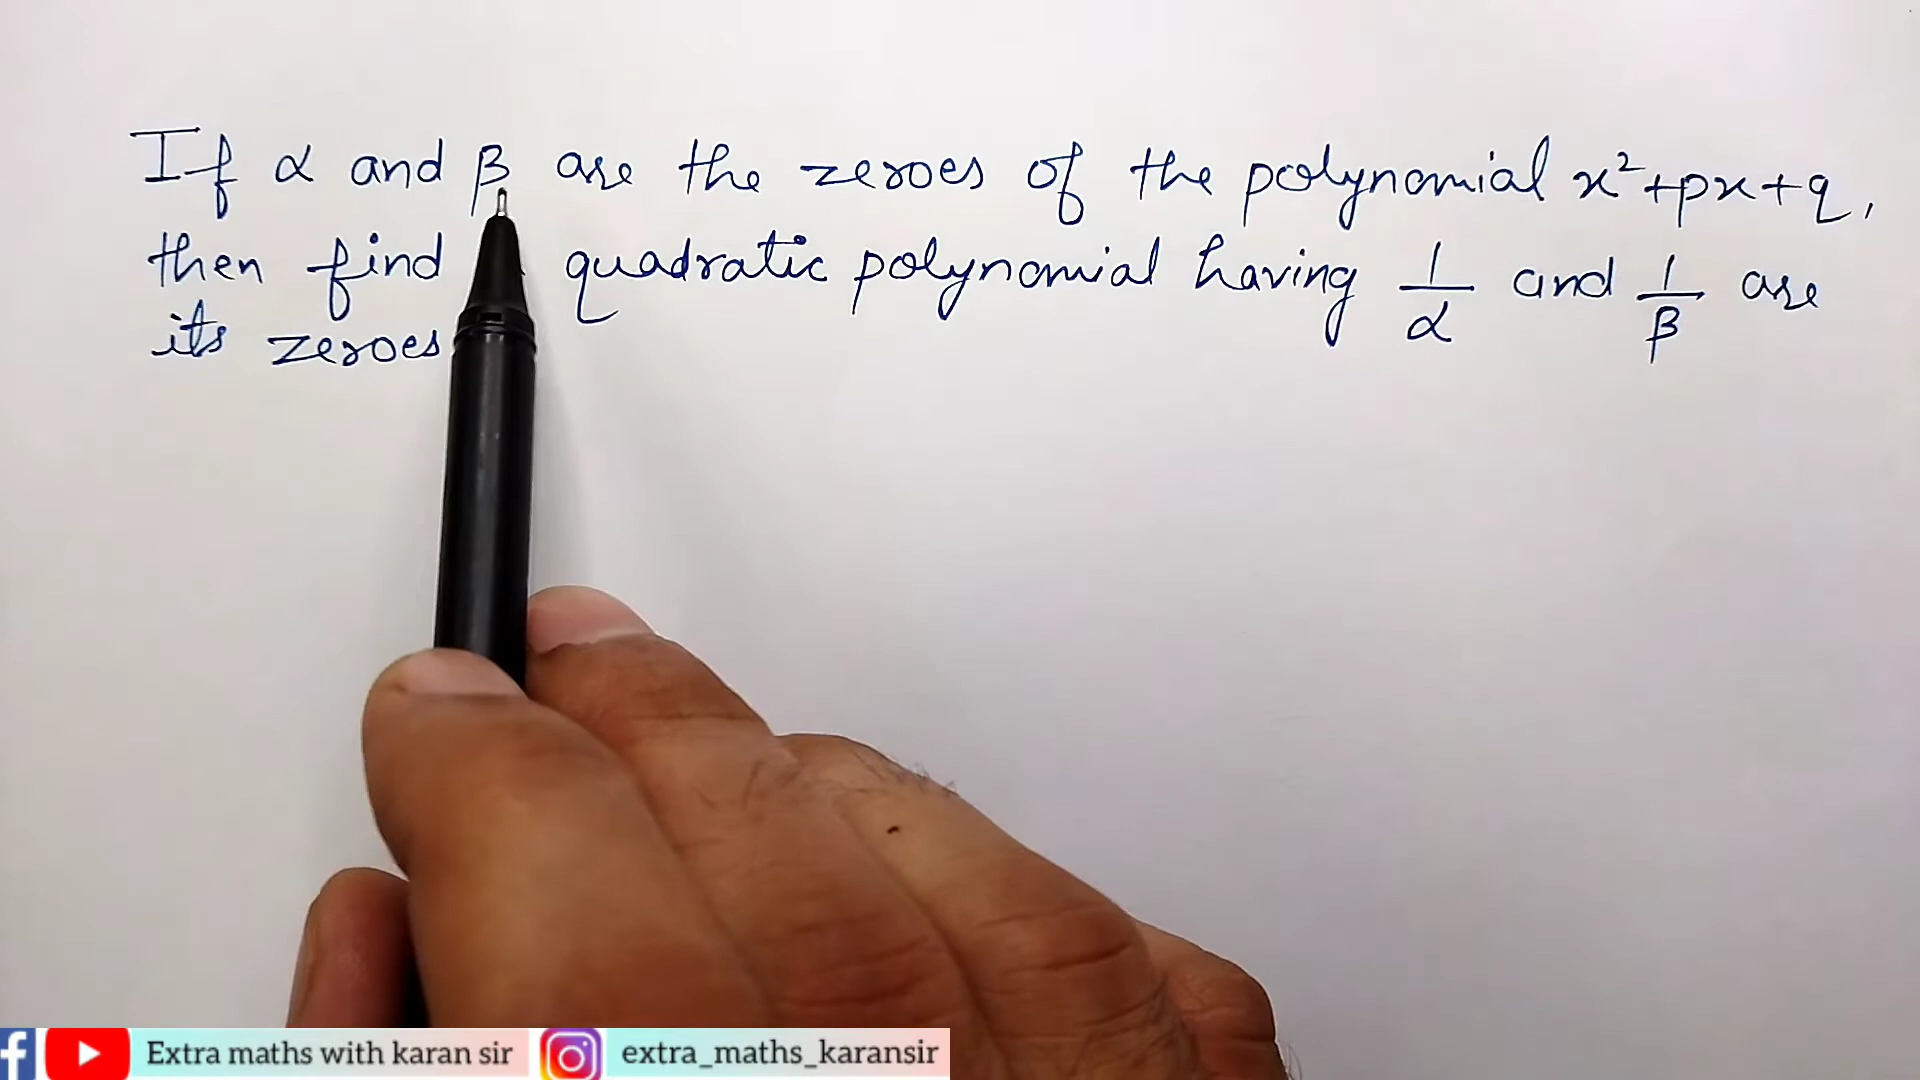 If α and β are the zeroes of the polynomial x²+px+q,
then find quadratic polynomial having 1/α and 1/β are
its zeroes
Extra maths with karan sir extra_maths_karansir